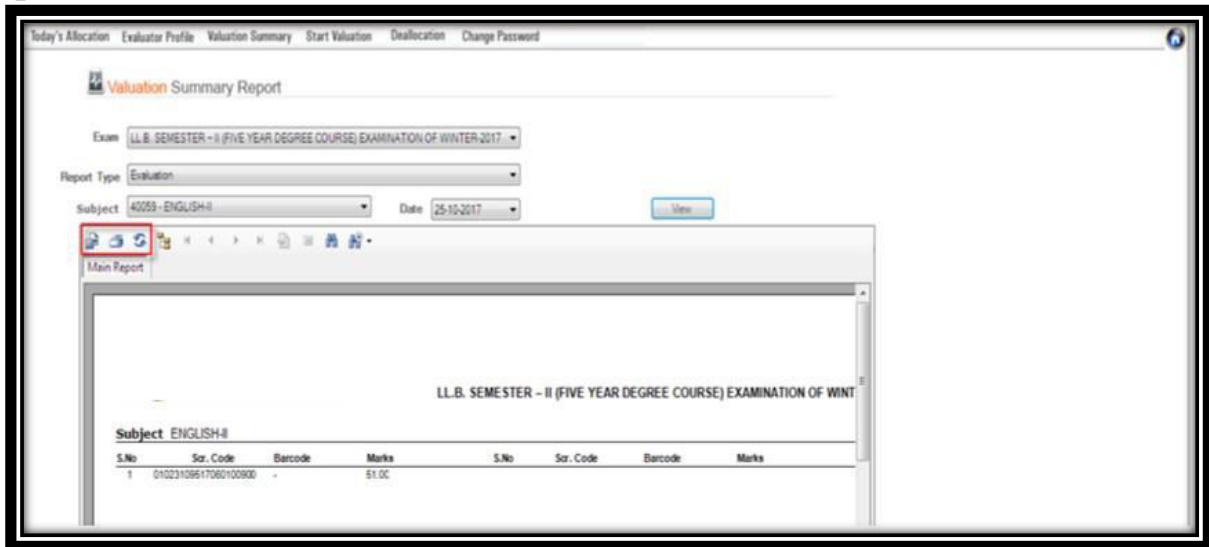 Today's Allocation Evaluator Profile Valuation Summary Start Valuation Deallocation Change Password
Valuation Summary Report
Exam LL.B. SEMESTER – II (FIVE YEAR DEGREE COURSE) EXAMINATION OF WINTER-2017
Report Type Evaluation
Subject 40059 - ENGLISH-II Date 25-10-2017 View
Main Report
LL.B. SEMESTER – II (FIVE YEAR DEGREE COURSE) EXAMINATION OF WINT
Subject ENGLISH-II
S.No Scr. Code Barcode Marks S.No Scr. Code Barcode Marks
1 01023109517060100900 - 51.00